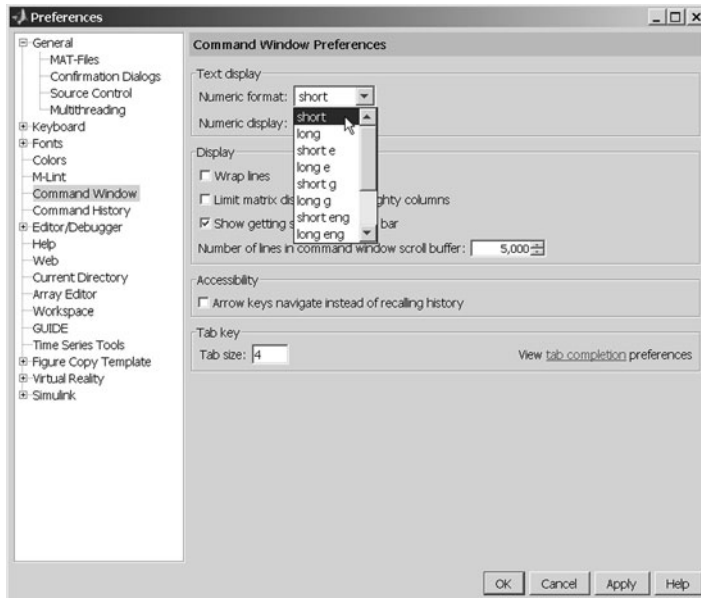 Preferences
General
MAT-Files
Confirmation Dialogs
Source Control
Multithreading
Keyboard
Fonts
Colors
M-Lint
Command Window
Command History
Editor/Debugger
Help
Web
Current Directory
Array Editor
Workspace
GUIDE
Time Series Tools
Figure Copy Template
Virtual Reality
Simulink
Command Window Preferences
Text display
Numeric format: short
Numeric display:
short
long
short e
long e
short g
long g
short eng
long eng
Display
Wrap lines
Limit matrix dis ghty columns
Show getting s bar
Number of lines in command window scroll buffer: 5,000
Accessibility
Arrow keys navigate instead of recalling history
Tab key
Tab size: 4 View tab completion preferences
OK Cancel Apply Help